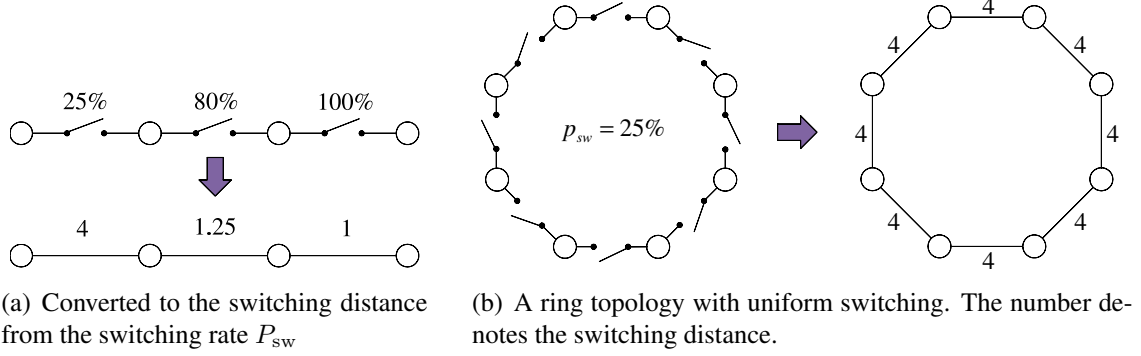 25% 80% 100%
4 1.25 1
(a) Converted to the switching distance
from the switching rate P_sw
p_sw = 25%
4
4 4
4 4
4 4
4
(b) A ring topology with uniform switching. The number de-
notes the switching distance.